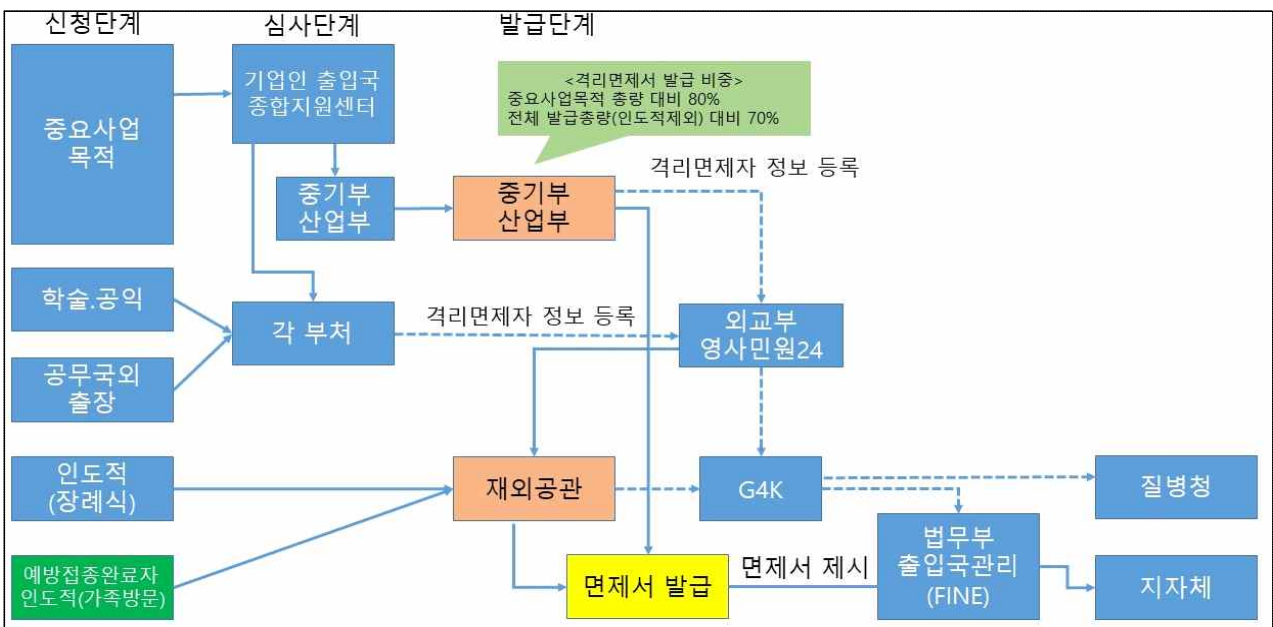 신청단계
심사단계
발급단계
중요사업
목적
기업인 출입국
종합지원센터
<격리면제서 발급 비중>
중요사업목적 총량 대비 80%
전체 발급총량(인도적제외) 대비 70%
격리면제자 정보 등록
중기부
산업부
중기부
산업부
학술.공익
각 부처
격리면제자 정보 등록
외교부
영사민원24
공무국외
출장
인도적
(장례식)
재외공관
G4K
질병청
예방접종완료자
인도적(가족방문)
면제서 발급
면제서 제시
법무부
출입국관리
(FINE)
지자체